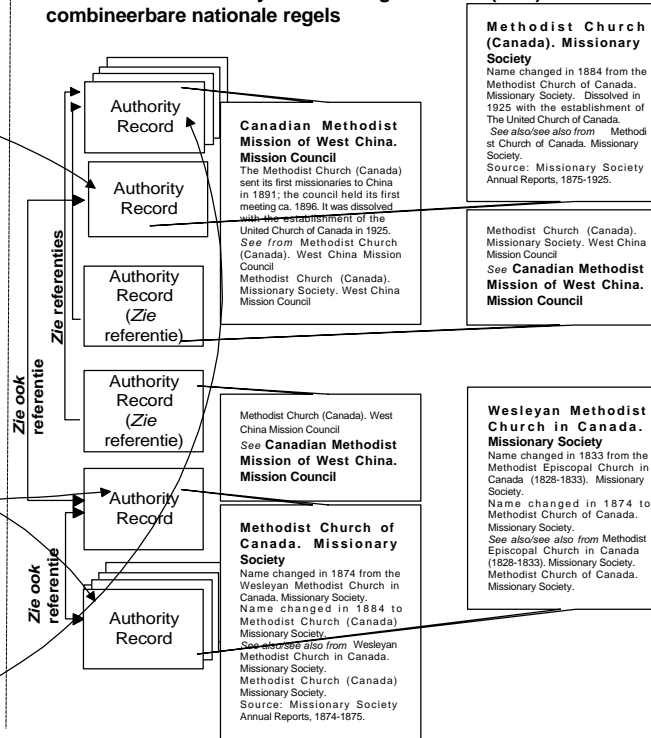 combineerbare nationale regels
Authority
Record
Authority
Record
Authority
Record
(Zie
referentie)
Authority
Record
(Zie
referentie)
Authority
Record
Authority
Record
Zie referenties
Zie ook
referentie
Zie ook
referentie
Canadian Methodist
Mission of West China.
Mission Council
The Methodist Church (Canada)
sent its first missionaries to China
in 1891; the council held its first
meeting ca. 1896. It was dissolved
with the establishment of the
United Church of Canada in 1925.
See from Methodist Church
(Canada). West China Mission
Council
Methodist Church (Canada).
Missionary Society. West China
Mission Council
Methodist Church (Canada). West
China Mission Council
See Canadian Methodist
Mission of West China.
Mission Council
Methodist Church of
Canada. Missionary
Society
Name changed in 1874 from the
Wesleyan Methodist Church in
Canada. Missionary Society.
Name changed in 1884 to
Methodist Church (Canada)
Missionary Society.
See also/see also from Wesleyan
Methodist Church in Canada.
Missionary Society.
Methodist Church (Canada)
Missionary Society.
Source: Missionary Society
Annual Reports, 1874-1875.
Methodist Church
(Canada). Missionary
Society
Name changed in 1884 from the
Methodist Church of Canada.
Missionary Society. Dissolved in
1925 with the establishment of
The United Church of Canada.
See also/see also from Methodi
st Church of Canada. Missionary
Society.
Source: Missionary Society
Annual Reports, 1875-1925.
Methodist Church (Canada).
Missionary Society. West China
Mission Council
See Canadian Methodist
Mission of West China.
Mission Council
Wesleyan Methodist
Church in Canada.
Missionary Society
Name changed in 1833 from the
Methodist Episcopal Church in
Canada (1828-1833). Missionary
Society.
Name changed in 1874 to
Methodist Church of Canada.
Missionary Society.
See also/see also from Methodist
Episcopal Church in Canada
(1828-1833). Missionary Society.
Methodist Church of Canada.
Missionary Society.